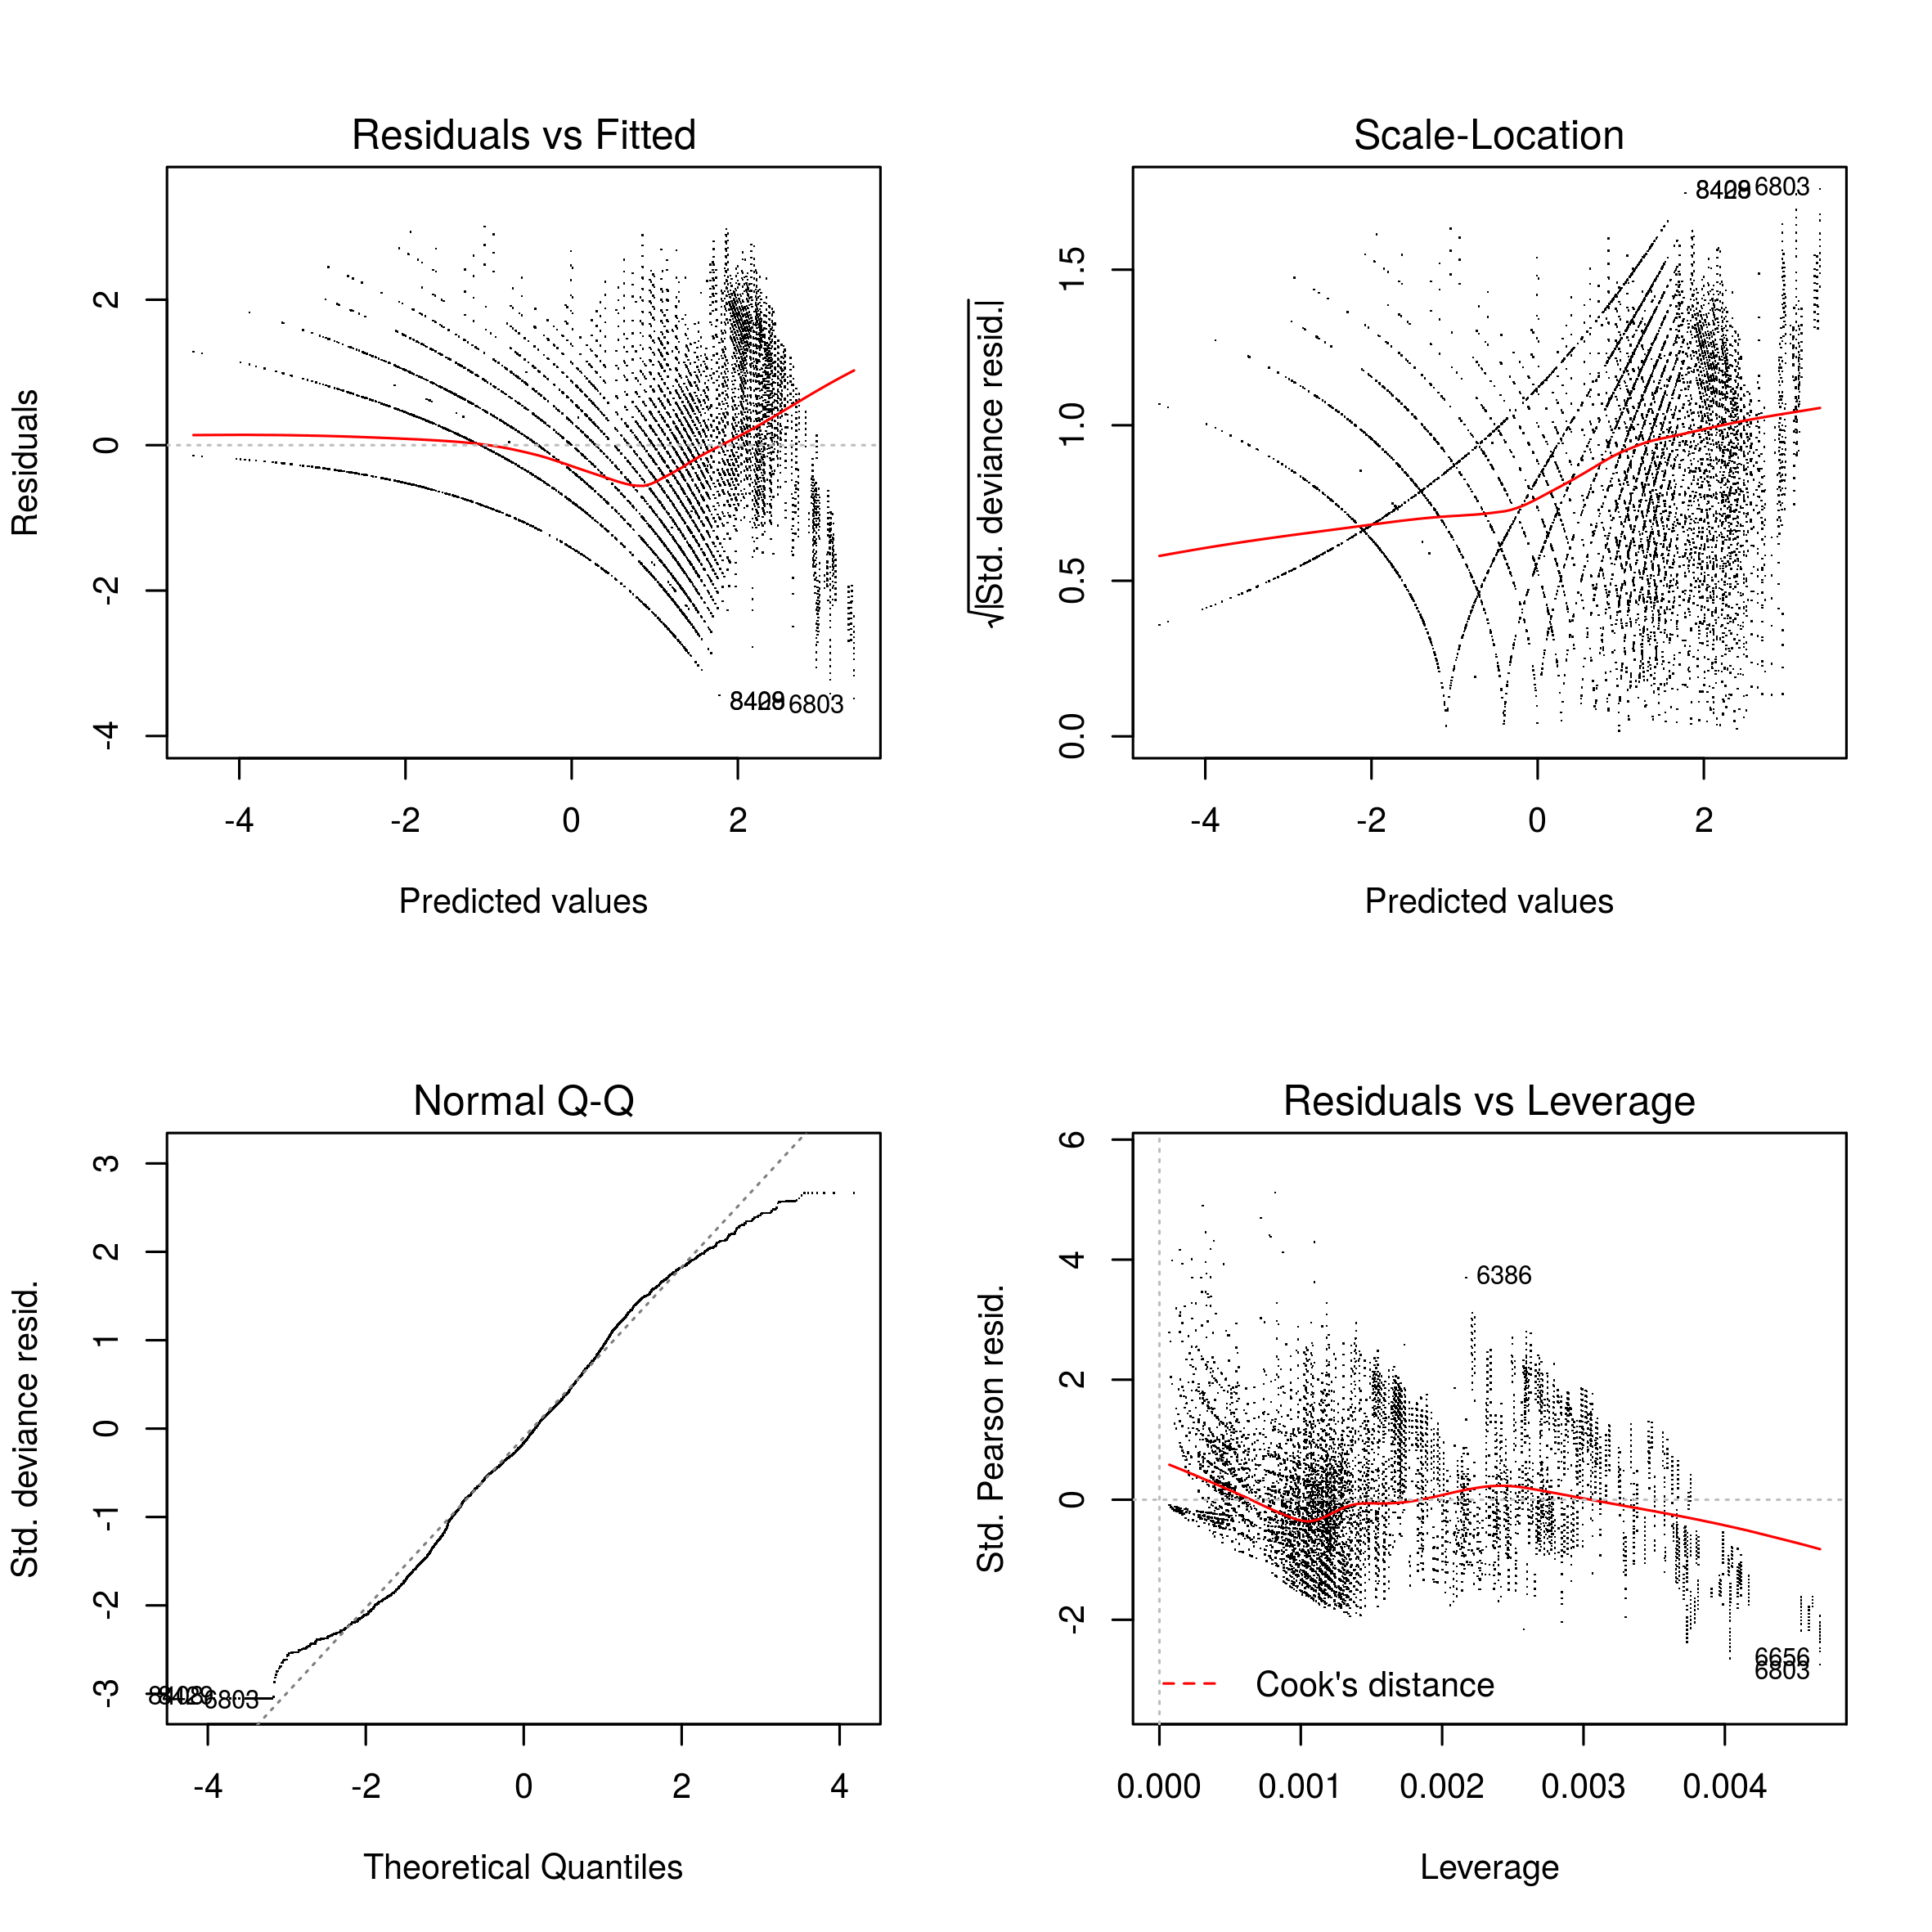 Residuals vs Fitted
Residuals
2
0
-2
-4
-4 -2 0 2
Predicted values
6803
Scale-Location
√|Std. deviance resid.|
1.5
1.0
0.5
0.0
-4 -2 0 2
Predicted values
6803
Normal Q-Q
Std. deviance resid.
3
2
1
0
-1
-2
-3
-4 -2 0 2 4
Theoretical Quantiles
6803
Residuals vs Leverage
Std. Pearson resid.
6
4
2
0
-2
0.000 0.001 0.002 0.003 0.004
Leverage
6386
6656
6803
Cook's distance